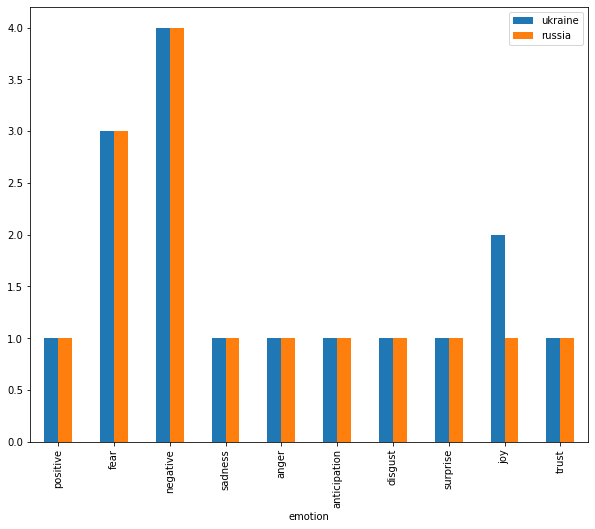 ukraine
russia
4.0
3.5
3.0
2.5
2.0
1.5
1.0
0.5
0.0
positive
fear
negative
sadness
anger
anticipation
disgust
surprise
joy
trust
emotion